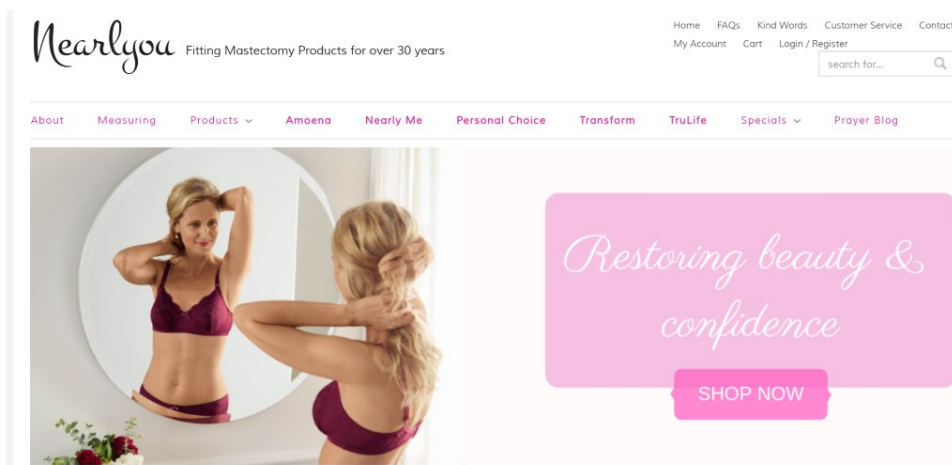 Nearlyou Fitting Mastectomy Products for over 30 years
Home FAQs Kind Words Customer Service Contact
My Account Cart Login / Register
search for...
About Measuring Products Amoena Nearly Me Personal Choice Transform TruLife Specials Prayer Blog
Restoring beauty &
confidence
SHOP NOW